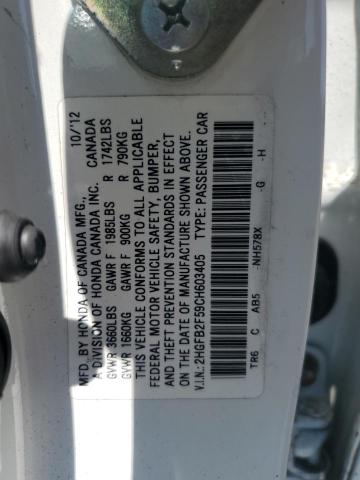 MFD. BY HONDA OF CANADA MFG., 10/12
A DIVISION OF HONDA CANADA INC. CANADA
GVWR 3660LBS GAWR F 1985LBS R 1742LBS
GVWR 1660KG GAWR F 900KG R 790KG
THIS VEHICLE CONFORMS TO ALL APPLICABLE
FEDERAL MOTOR VEHICLE SAFETY, BUMPER,
AND THEFT PREVENTION STANDARDS IN EFFECT
ON THE DATE OF MANUFACTURE SHOWN ABOVE.
V.I.N.: 2HGFB2F59CH603405 TYPE: PASSENGER CAR
TR6 C AB5 -NH578X -G -H